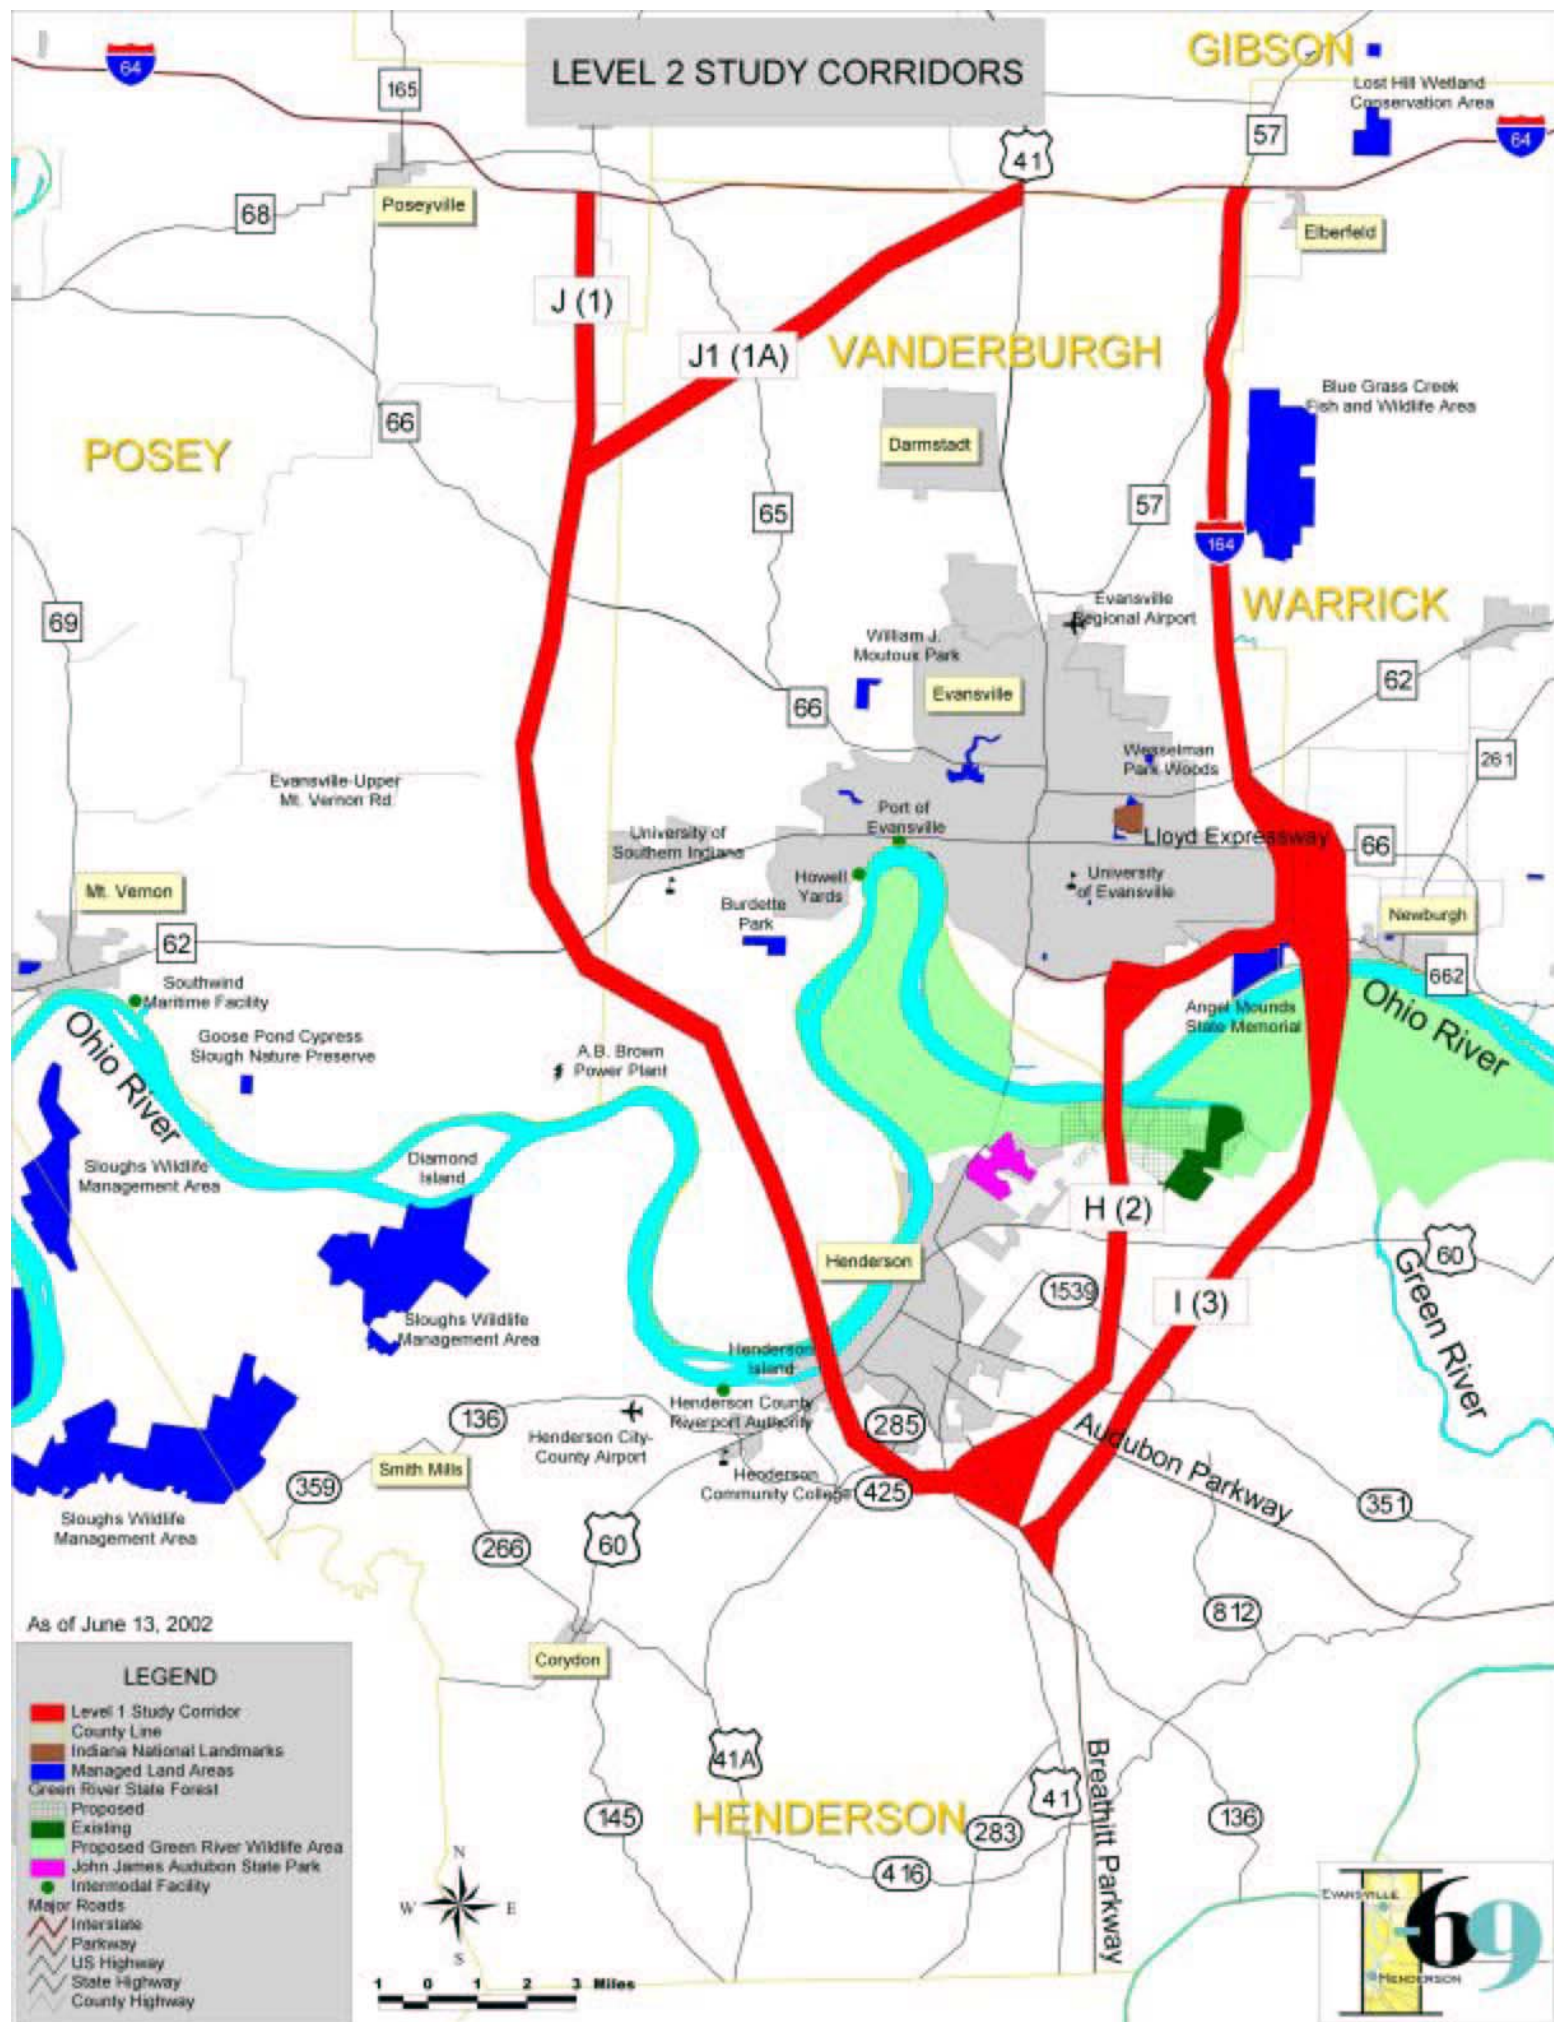 LEVEL 2 STUDY CORRIDORS
GIBSON
64
165
Lost Hill Wetland
Conservation Area
57
64
41
68
Poseyville
Elberfeld
J (1)
J1 (1A)
VANDERBURGH
Blue Grass Creek
Fish and Wildlife Area
66
POSEY
Darmstadt
65
57
164
WARRICK
69
Evansville
Regional Airport
William J.
Moutoux Park
62
Evansville
66
261
Wesselman
Park Woods
Evansville-Upper
Mt. Vernon Rd.
Port of
Evansville
University of
Southern Indiana
Lloyd Expressway
66
Howell
Yards
University
of Evansville
Mt. Vernon
Burdette
Park
Newburgh
62
662
Southwind
Maritime Facility
Angel Mounds
State Memorial
Ohio River
Ohio River
Goose Pond Cypress
Slough Nature Preserve
A.B. Brown
Power Plant
Diamond
Island
Sloughs Wildlife
Management Area
H (2)
60
Henderson
Green River
1539
I (3)
Sloughs Wildlife
Management Area
Henderson
Island
Henderson County
Riverport Authority
136
285
Audubon Parkway
Henderson City-
County Airport
Smith Mills
359
Henderson
Community College
425
351
Sloughs Wildlife
Management Area
266
60
812
As of June 13, 2002
Corydon
LEGEND
Level 1 Study Corridor
County Line
Indiana National Landmarks
Managed Land Areas
Green River State Forest
Proposed
Existing
Proposed Green River Wildlife Area
John James Audubon State Park
Intermodal Facility
Major Roads
Interstate
Parkway
US Highway
State Highway
County Highway
41A
41
Breathitt Parkway
145
HENDERSON
283
136
416
N
W E
S
1 0 1 2 3 Miles
EVANSVILLE
I-69
HENDERSON